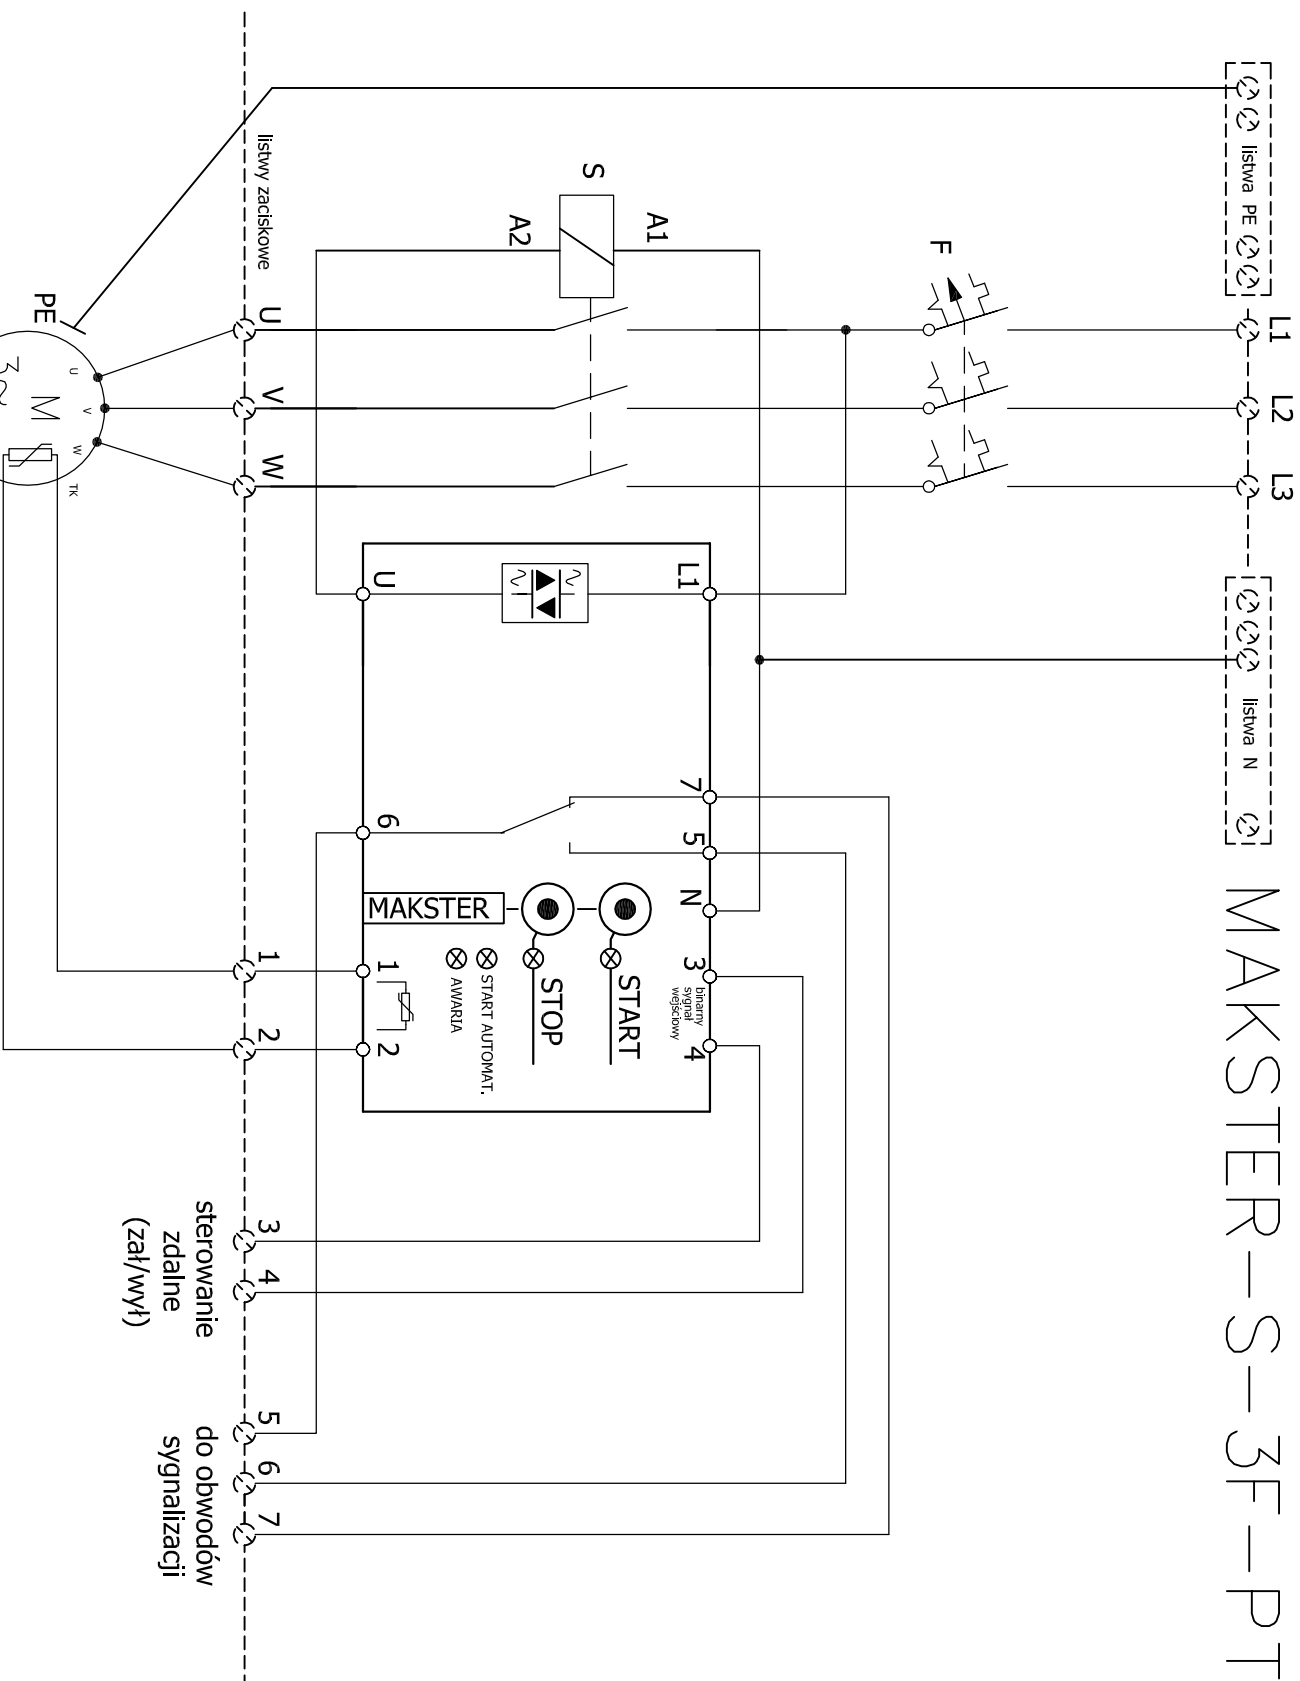 MAKSTER-S-3F-PT
L1
L2
L3
listwa PE
listwa N
F
S
A1
A2
L1
7
5
N
3
4
binarny
sygnał
wejściowy
START
STOP
START AUTOMAT.
AWARIA
MAKSTER
U
6
1
2
listwy zaciskowe
U
V
W
1
2
3
4
5
6
7
sterowanie
zdalne
(zał/wył)
do obwodów
sygnalizacji
PE
U
V
W
TK
M
3~